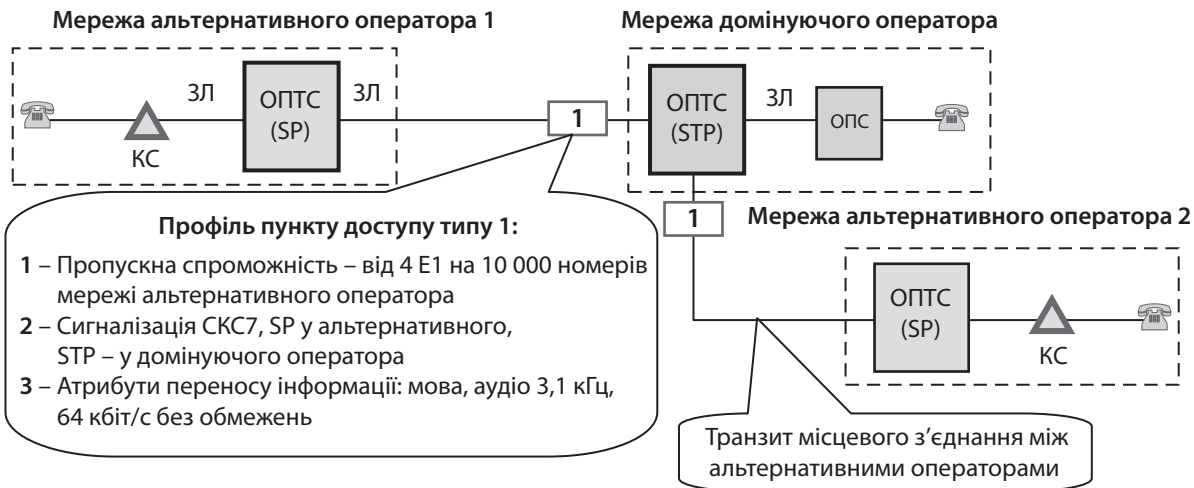 Мережа альтернативного оператора 1
Мережа домінуючого оператора
ЗЛ
ОПТС
(SP)
ЗЛ
КС
1
ОПТС
(STP)
ЗЛ
ОПС
Профіль пункту доступу типу 1:
1 – Пропускна спроможність – від 4 Е1 на 10 000 номерів
мережі альтернативного оператора
2 – Сигналізація СКС7, SP у альтернативного,
STP – у домінуючого оператора
3 – Атрибути переносу інформації: мова, аудіо 3,1 кГц,
64 кбіт/с без обмежень
1
Мережа альтернативного оператора 2
ОПТС
(SP)
КС
Транзит місцевого з’єднання між
альтернативними операторами